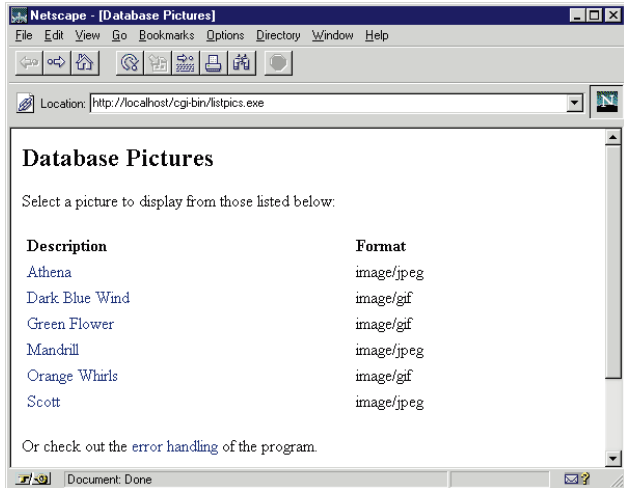 Netscape - [Database Pictures]
File Edit View Go Bookmarks Options Directory Window Help
Location: http://localhost/cgi-bin/listpics.exe
N
Database Pictures
Select a picture to display from those listed below:
Description Format
Athena image/jpeg
Dark Blue Wind image/gif
Green Flower image/gif
Mandrill image/jpeg
Orange Whirls image/gif
Scott image/jpeg
Or check out the error handling of the program.
Document: Done